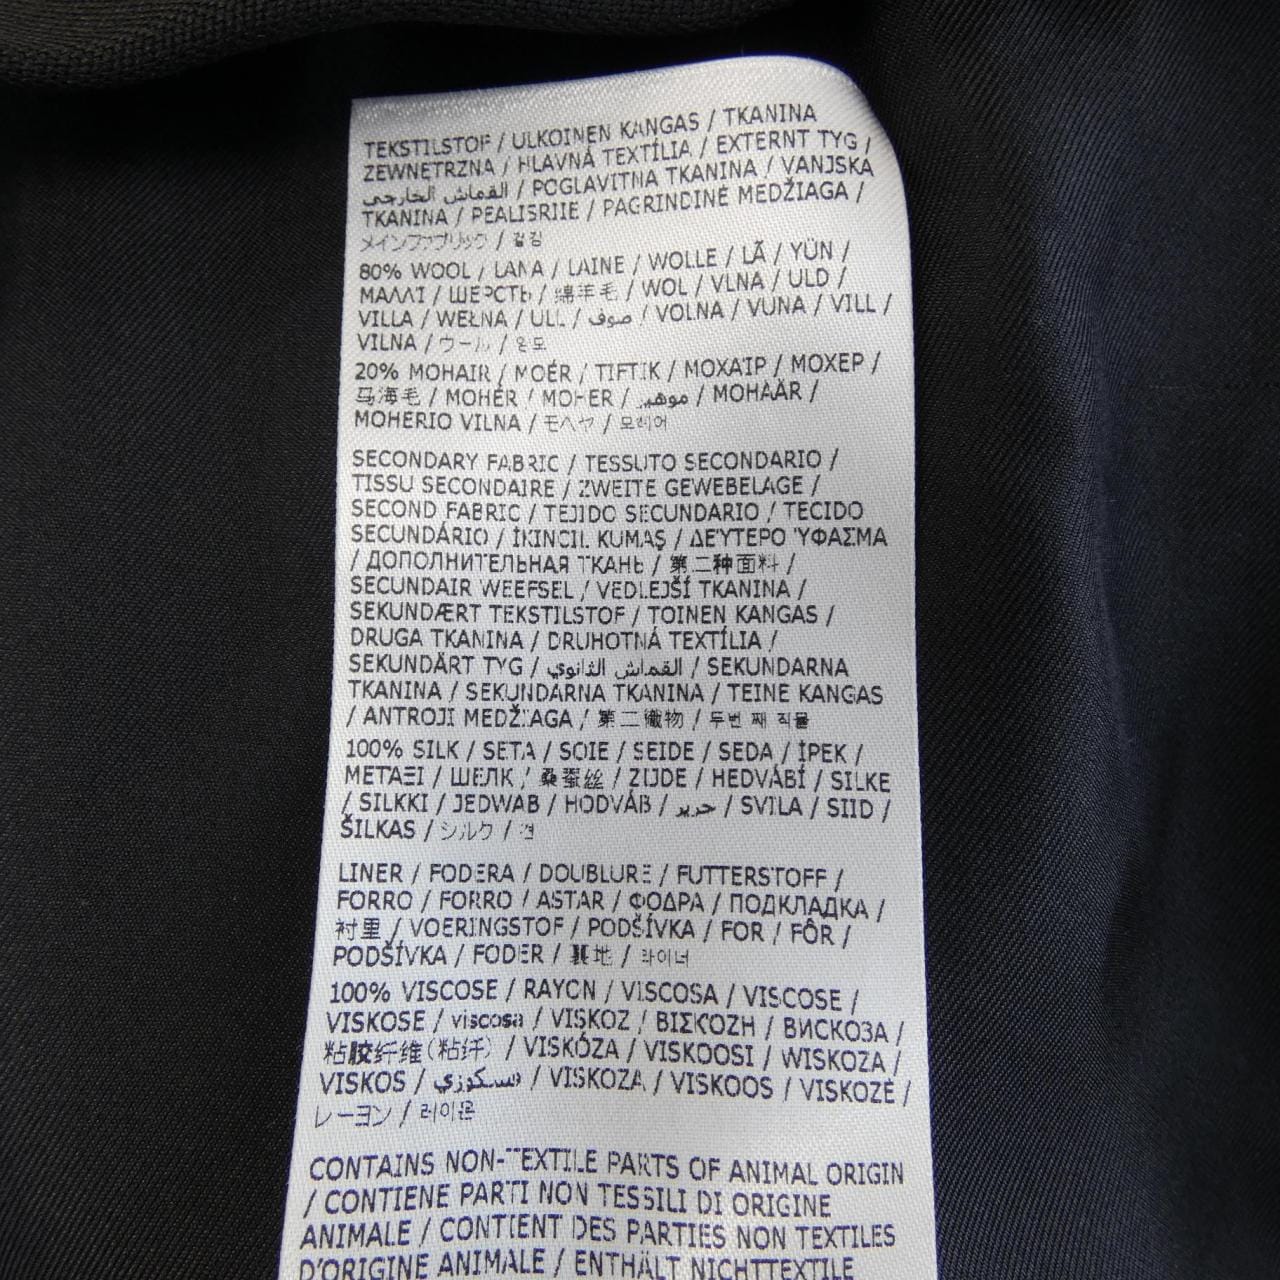 TEKSTILSTOF / ULKOINEN KANGAS / TKANINA
ZEWNĘTRZNA / HLAVNÁ TEXTÍLIA / EXTERNT TYG /
القماش الخارجي / POGLAVITNA TKANINA / VANJSKA
TKANINA / PEALISRIIE / PAGRINDINĖ MEDŽIAGA /
メインファブリック / 겉감
80% WOOL / LANA / LAINE / WOLLE / LÃ / YÜN /
ΜΑΛΛΊ / ШЕРСТЬ / 绵羊毛 / WOL / VLNA / ULD /
VILLA / WEŁNA / ULL / صوف / VOLNA / VUNA / VILL /
VILNA / ウール / 울모
20% MOHAIR / MOÉR / TIFTIK / ΜΟΧΑΊΡ / МОХЕР /
马海毛 / MOHÉR / MOHER / موهير / MOHAÄR /
MOHERIO VILNA / モヘヤ / 모헤어
SECONDARY FABRIC / TESSUTO SECONDARIO /
TISSU SECONDAIRE / ZWEITE GEWEBELAGE /
SECOND FABRIC / TEJIDO SECUNDARIO / TECIDO
SECUNDÁRIO / İKINCIL KUMAŞ / ΔΕΎΤΕΡΟ ΎΦΑΣΜΑ
/ ДОПОЛНИТЕЛЬНАЯ ТКАНЬ / 第二种面料 /
SECUNDAIR WEEFSEL / VEDLEJŠÍ TKANINA /
SEKUNDÆRT TEKSTILSTOF / TOINEN KANGAS /
DRUGA TKANINA / DRUHOTNÁ TEXTÍLIA /
SEKUNDÄRT TYG / القماش الثانوي / SEKUNDARNA
TKANINA / SEKUNDARNA TKANINA / TEINE KANGAS
/ ANTROJI MEDŽIAGA / 第二織物 / 두번 째 직물
100% SILK / SETA / SOIE / SEIDE / SEDA / İPEK /
ΜΕΤΑΞΙ / ШЕЛК / 桑蚕丝 / ZIJDE / HEDVÁBÍ / SILKE
/ SILKKI / JEDWAB / HODVÁB / حرير / SVILA / SIID /
ŠILKAS / シルク / 견
LINER / FODERA / DOUBLURE / FUTTERSTOFF /
FORRO / FORRO / ASTAR / ΦΟΔΡΑ / ПОДКЛАДКА /
衬里 / VOERINGSTOF / PODŠÍVKA / FOR / FÔR /
PODŠÍVKA / FODER / 裏地 / 라이너
100% VISCOSE / RAYON / VISCOSA / VISCOSE /
VISKOSE / viscosa / VISKOZ / ΒΙΣΚΌΖΗ / ВИСКОЗА /
粘胶纤维(粘纤) / VISKÓZA / VISKOOSI / WISKOZA /
VISKOS / فسكوزي / VISKOZA / VISKOOS / VISKOZĖ /
レーヨン / 레이온
CONTAINS NON-TEXTILE PARTS OF ANIMAL ORIGIN
/ CONTIENE PARTI NON TESSILI DI ORIGINE
ANIMALE / CONTIENT DES PARTIES NON TEXTILES
D'ORIGINE ANIMALE / ENTHÄLT NICHTTEXTILE